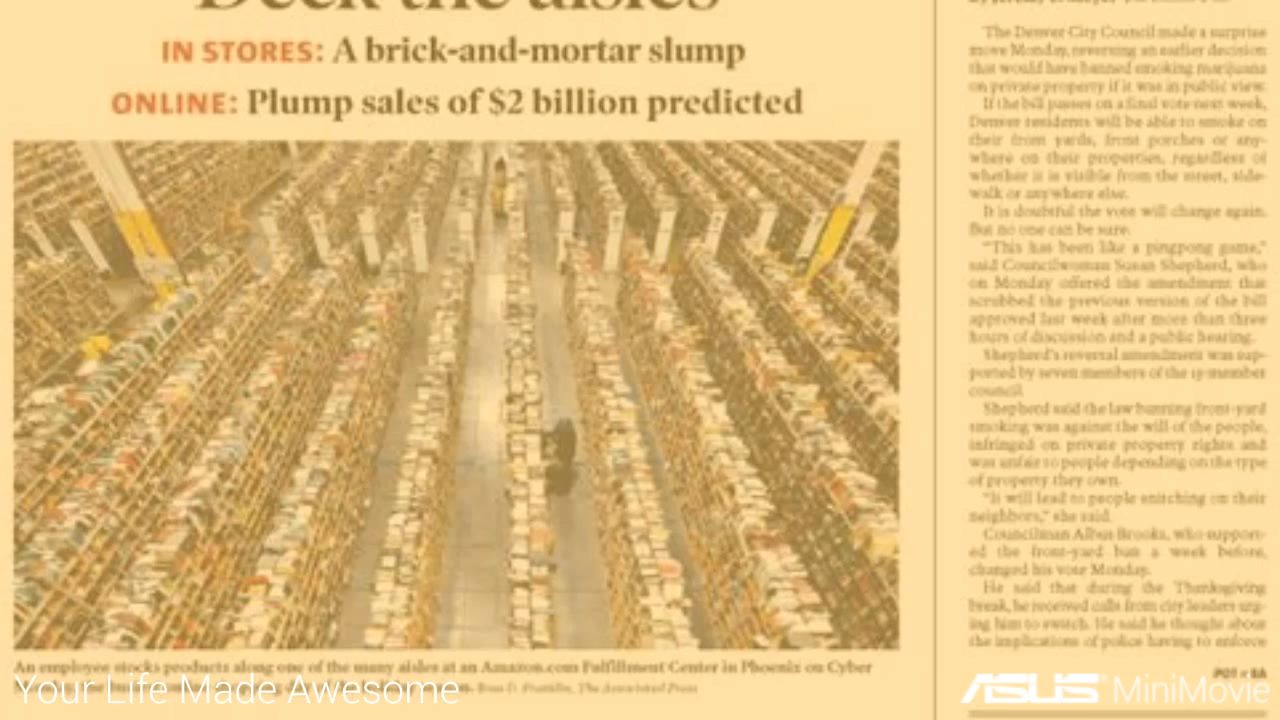 Deck the aisles
IN STORES: A brick-and-mortar slump
ONLINE: Plump sales of $2 billion predicted
An employee stocks products along one of the many aisles at an Amazon.com Fulfillment Center in Phoenix on Cyber
The Associated Press
The Denver City Council made a surprise
move Monday, reversing an earlier decision
that would have banned smoking marijuana
on private property if it was in public view.
If the bill passes on a final vote next week,
Denver residents will be able to smoke on
their front yards, front porches or any-
where on their properties, regardless of
whether it is visible from the street, side-
walk or anywhere else.
It is doubtful the vote will change again.
But no one can be sure.
"This has been like a pingpong game,"
said Councilwoman Susan Shepherd, who
on Monday offered the amendment that
scrubbed the previous version of the bill
approved last week after more than three
hours of discussion and a public hearing.
Shepherd's reversal amendment was sup-
ported by seven members of the 13-member
council.
Shepherd said the law banning front-yard
smoking was against the will of the people,
infringed on private property rights and
was unfair to people depending on the type
of property they own.
"It will lead to people snitching on their
neighbors," she said.
Councilman Albus Brooks, who support-
ed the front-yard ban a week before,
changed his vote Monday.
He said that during the Thanksgiving
break, he received calls from city leaders urg-
ing him to switch. He said he thought about
the implications of police having to enforce
POT » 8A
Your Life Made Awesome
ASUS MiniMovie